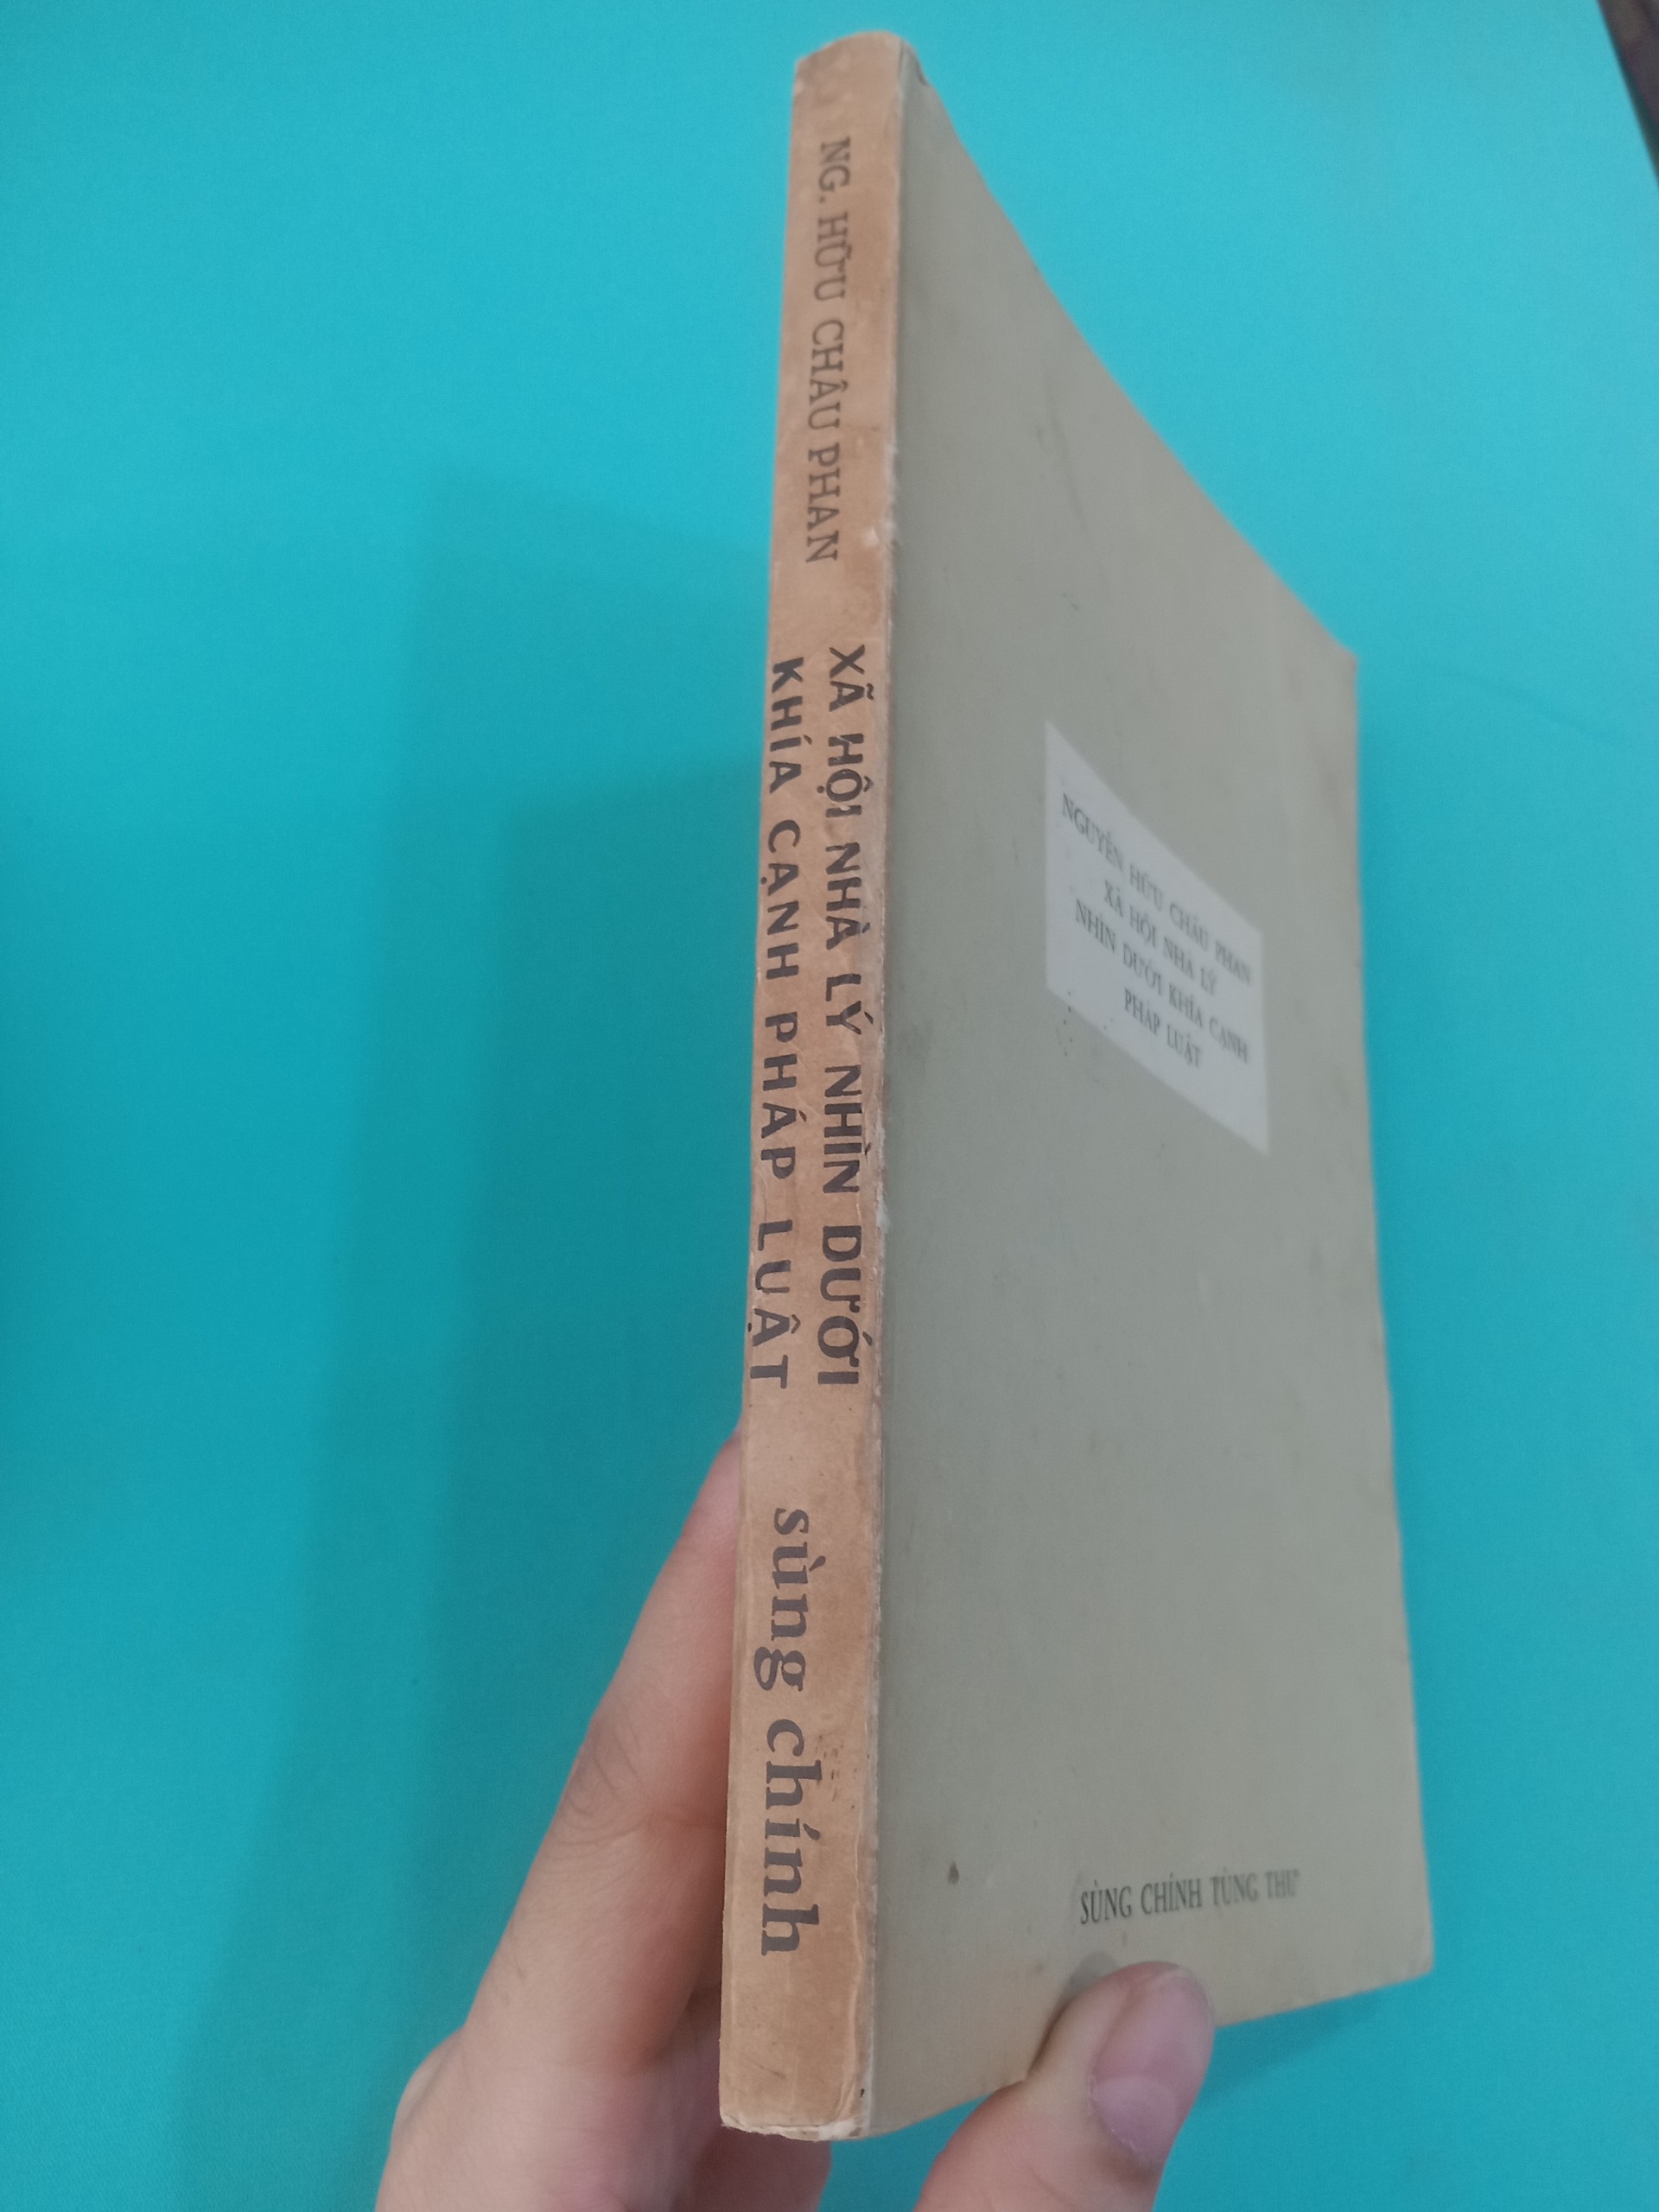 NG. HỮU CHÂU PHAN
XÃ HỘI NHÀ LÝ NHÌN DƯỚI
KHÍA CẠNH PHÁP LUẬT
sùng chính
NGUYỄN HỮU CHÂU PHAN
XÃ HỘI NHÀ LÝ
NHÌN DƯỚI KHÍA CẠNH
PHÁP LUẬT
SÙNG CHÍNH TÙNG THƯ